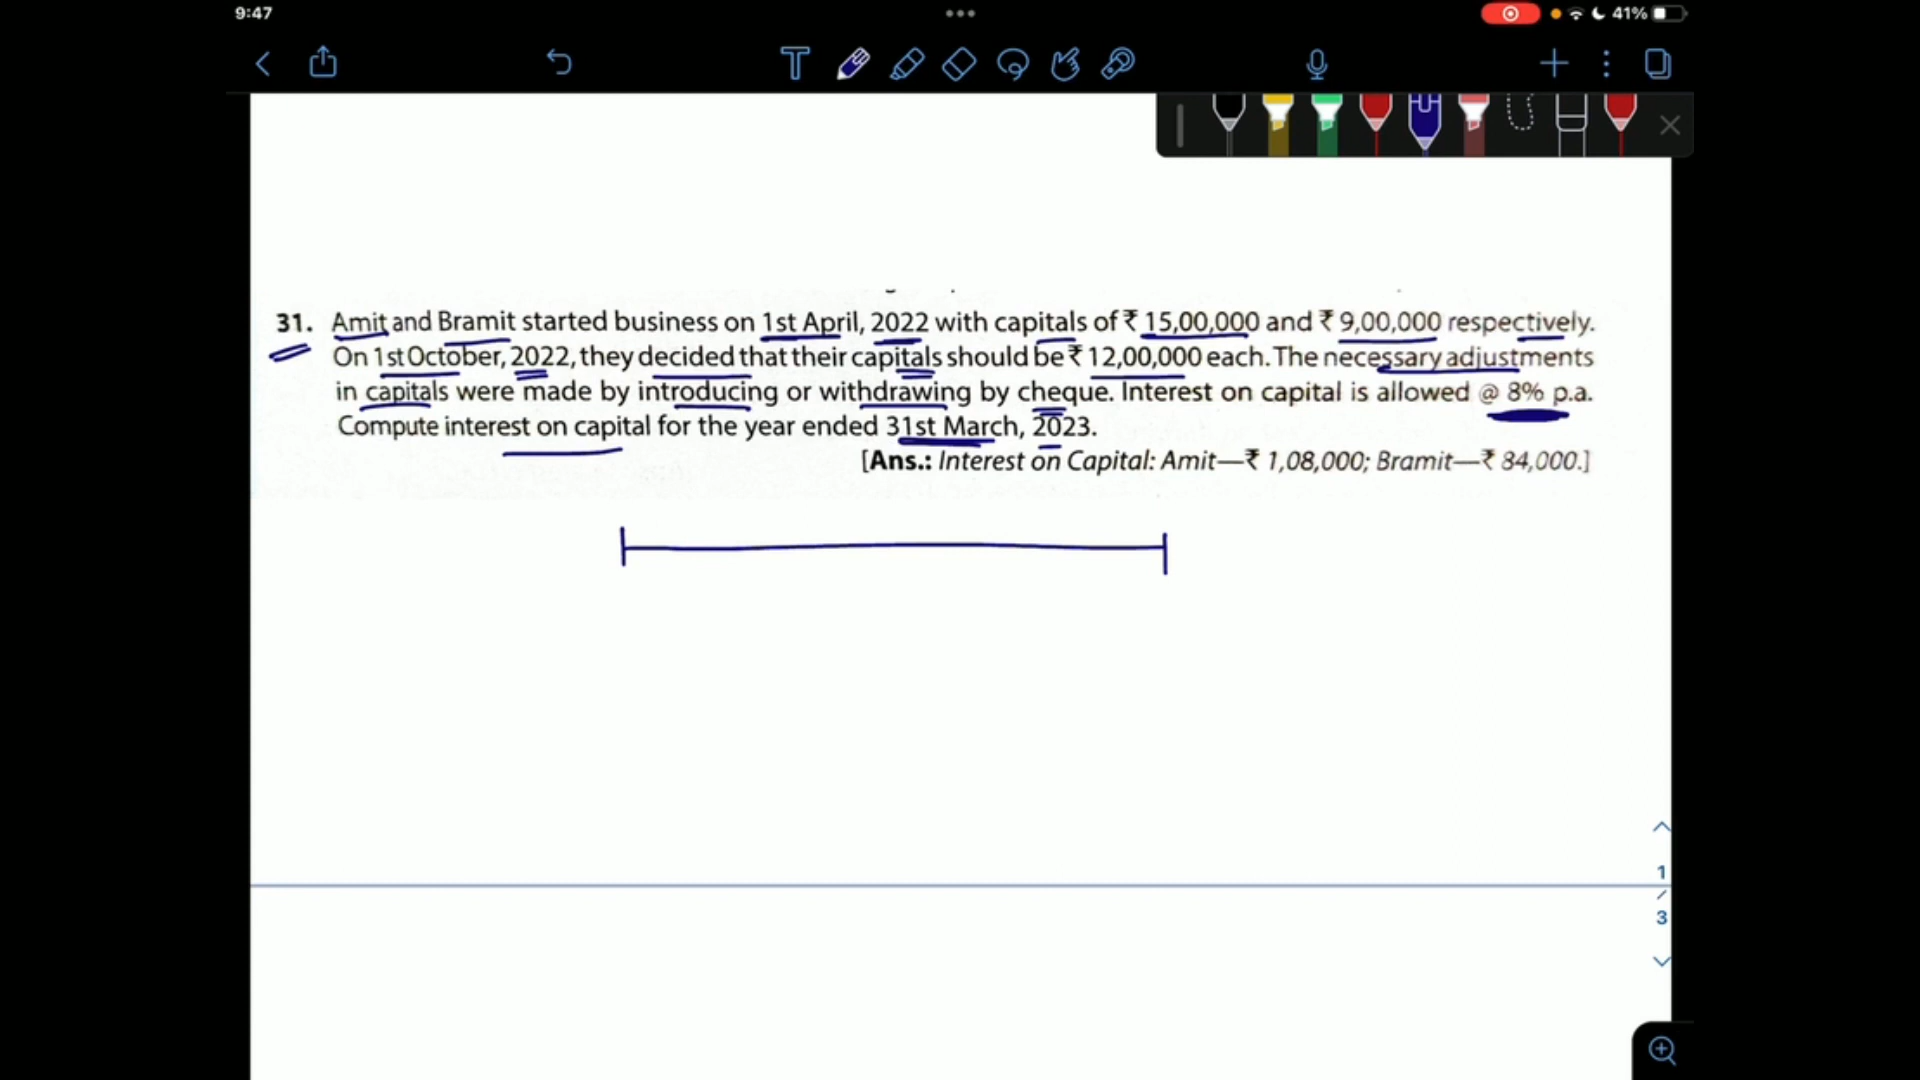 9:47
41%
31. Amit and Bramit started business on 1st April, 2022 with capitals of ₹ 15,00,000 and ₹ 9,00,000 respectively.
On 1st October, 2022, they decided that their capitals should be ₹ 12,00,000 each. The necessary adjustments
in capitals were made by introducing or withdrawing by cheque. Interest on capital is allowed @ 8% p.a.
Compute interest on capital for the year ended 31st March, 2023.
[Ans.: Interest on Capital: Amit—₹ 1,08,000; Bramit—₹ 84,000.]
1
/
3